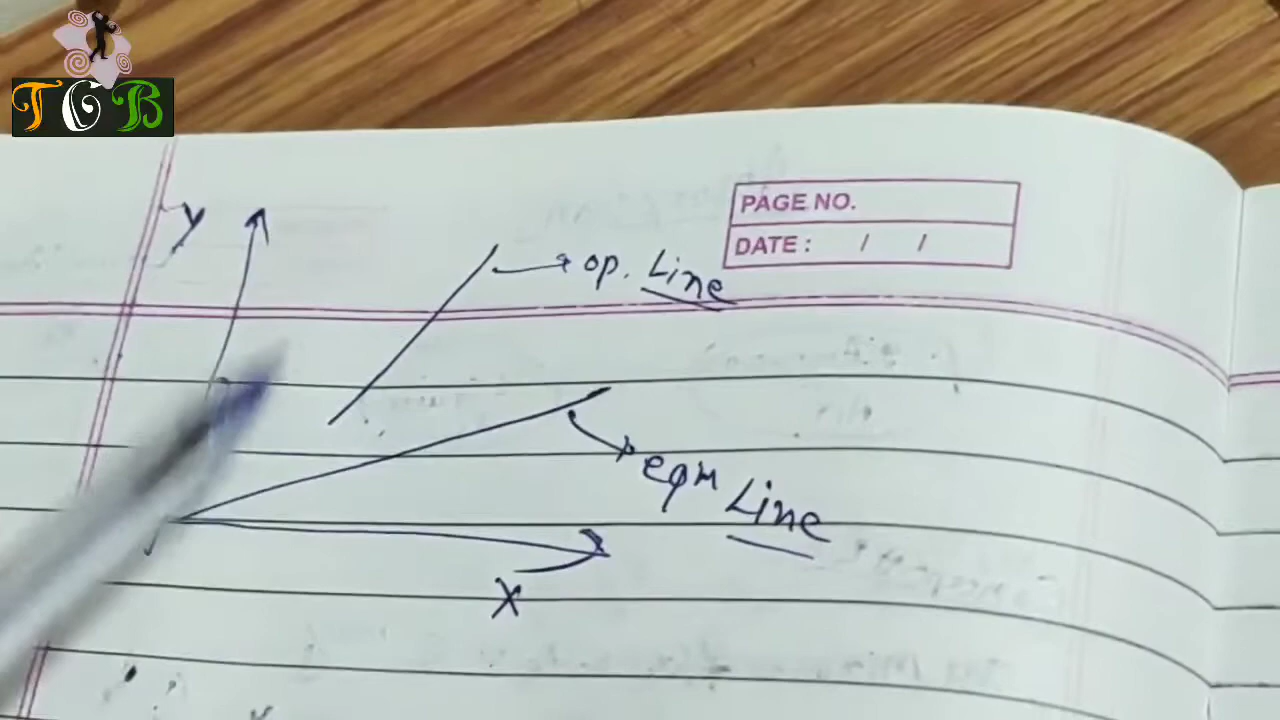 TGB
PAGE NO.
DATE : / /
y
op. Line
eqm Line
X